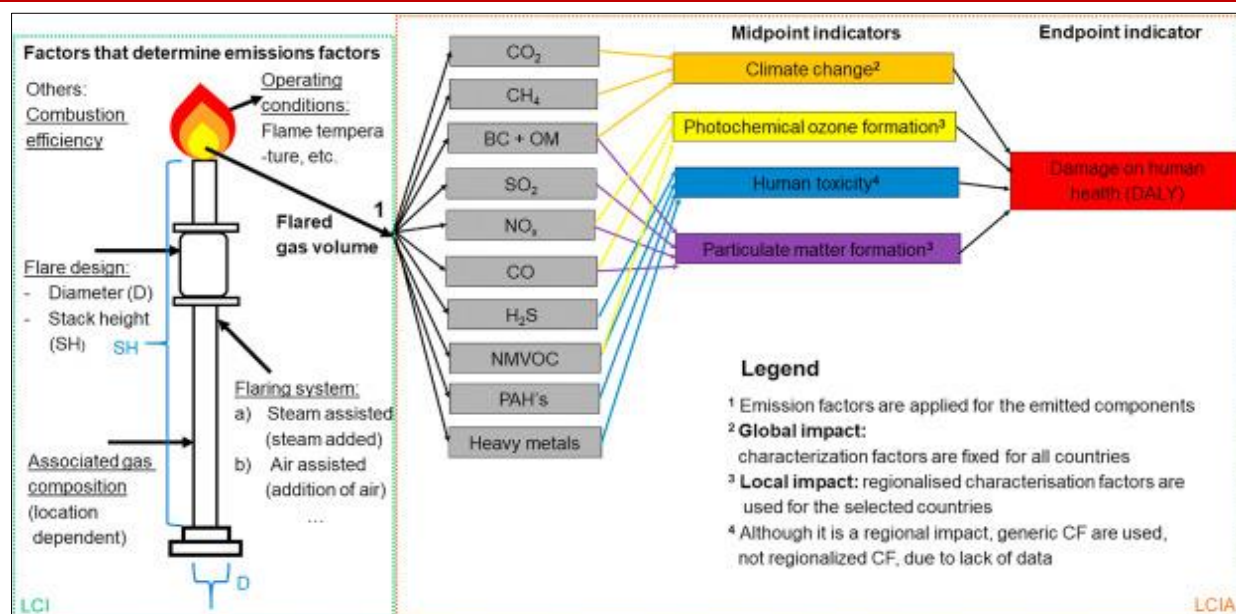 Factors that determine emissions factors
Others:
Combustion
efficiency
Operating
conditions:
Flame tempera
-ture, etc.
1
Flared
gas volume
Flare design:
- Diameter (D)
- Stack height
(SH)
SH
Flaring system:
a) Steam assisted
(steam added)
b) Air assisted
(addition of air)
...
Associated gas
composition
(location
dependent)
D
LCI
CO₂
CH₄
BC + OM
SO₂
NOₓ
CO
H₂S
NMVOC
PAH's
Heavy metals
Midpoint indicators
Climate change²
Photochemical ozone formation³
Human toxicity⁴
Particulate matter formation³
Endpoint indicator
Damage on human
health (DALY)
Legend
¹ Emission factors are applied for the emitted components
² Global impact:
characterization factors are fixed for all countries
³ Local impact: regionalised characterisation factors are
used for the selected countries
⁴ Although it is a regional impact, generic CF are used,
not regionalized CF, due to lack of data
LCIA